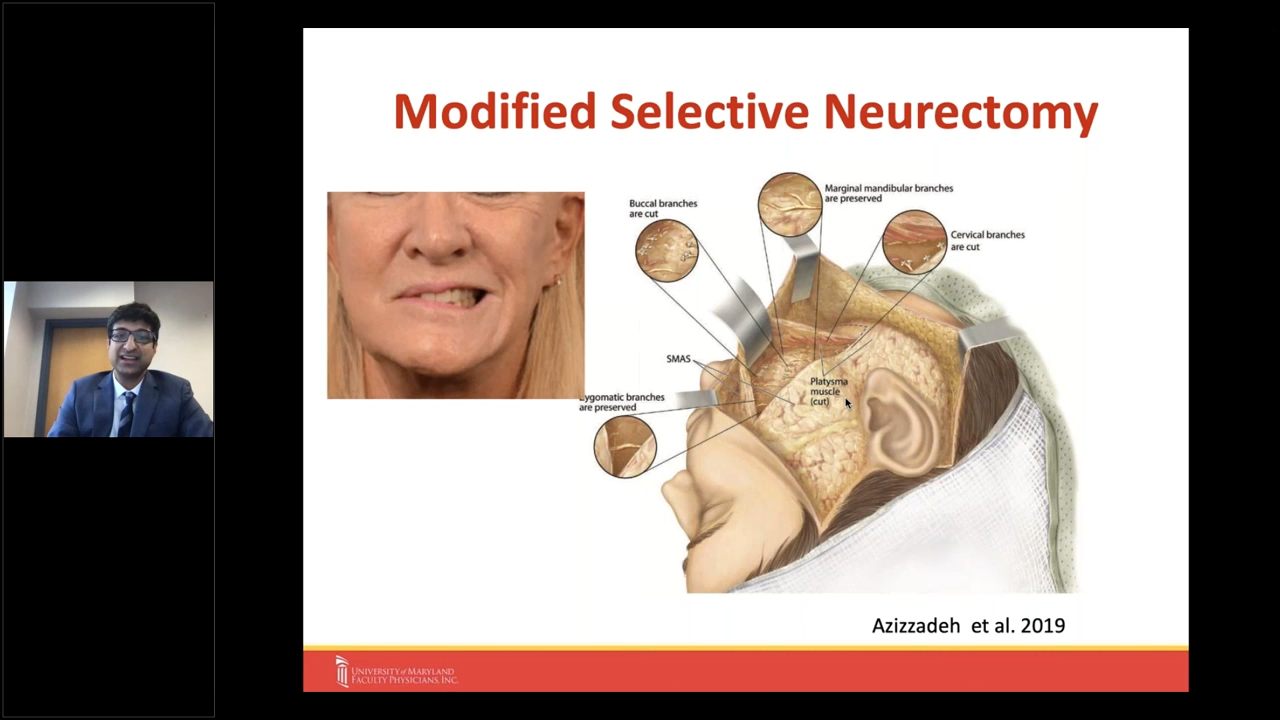 Modified Selective Neurectomy
Marginal mandibular branches
are preserved
Buccal branches
are cut
Cervical branches
are cut
SMAS
Platysma
muscle
(cut)
ygomatic branches
are preserved
Azizzadeh et al. 2019
UNIVERSITY of MARYLAND
FACULTY PHYSICIANS, INC.